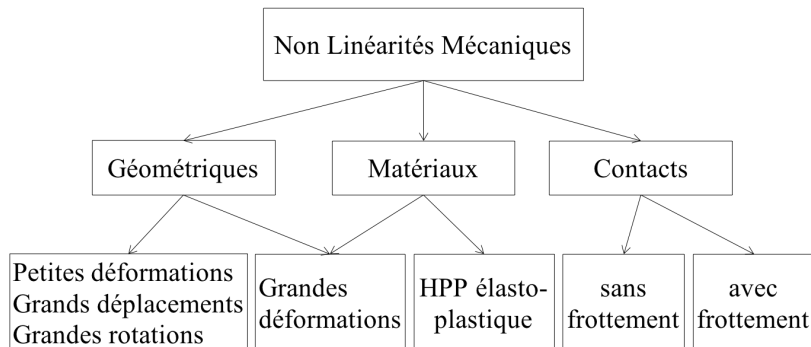 Non Linéarités Mécaniques
Géométriques
Matériaux
Contacts
Petites déformations
Grands déplacements
Grandes rotations
Grandes
déformations
HPP élasto-
plastique
sans
frottement
avec
frottement